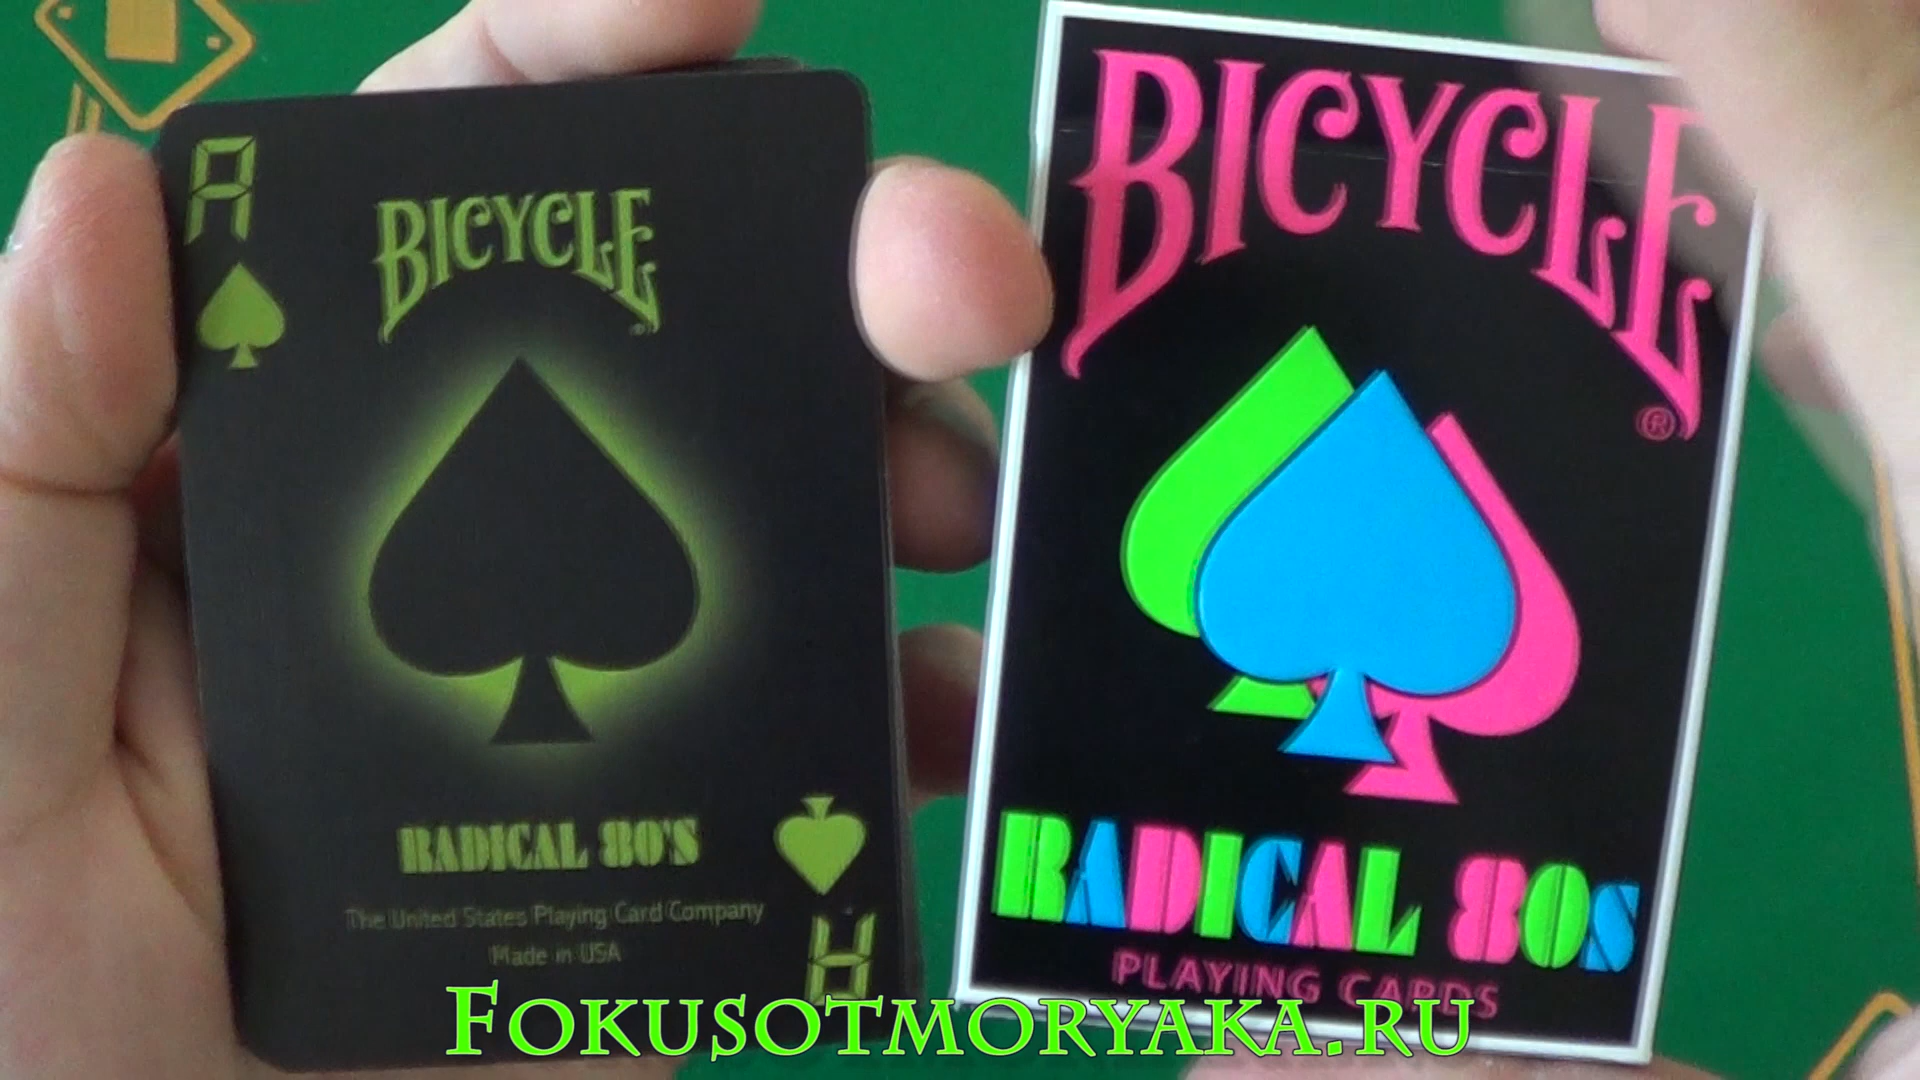 A
BICYCLE
®
RADICAL 80'S
The United States Playing Card Company
Made in USA
A
BICYCLE
®
RADICAL 80s
PLAYING CARDS
FOKUSOTMORYAKA.RU